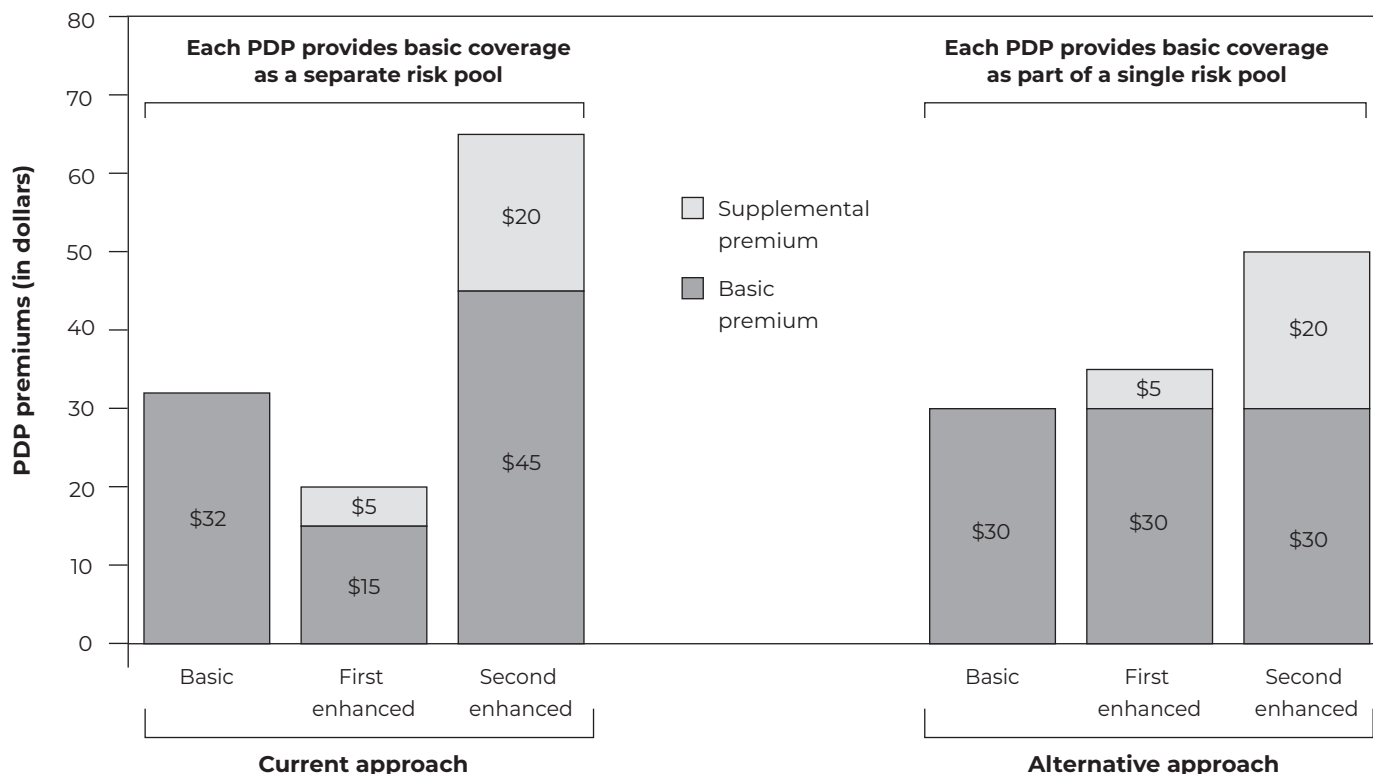 80
70
60
50
40
30
20
10
0
PDP premiums (in dollars)
Each PDP provides basic coverage
as a separate risk pool
$32
$5
$15
$20
$45
Supplemental
premium
Basic
premium
Each PDP provides basic coverage
as part of a single risk pool
$30
$5
$30
$20
$30
Basic
First
enhanced
Second
enhanced
Current approach
Basic
First
enhanced
Second
enhanced
Alternative approach